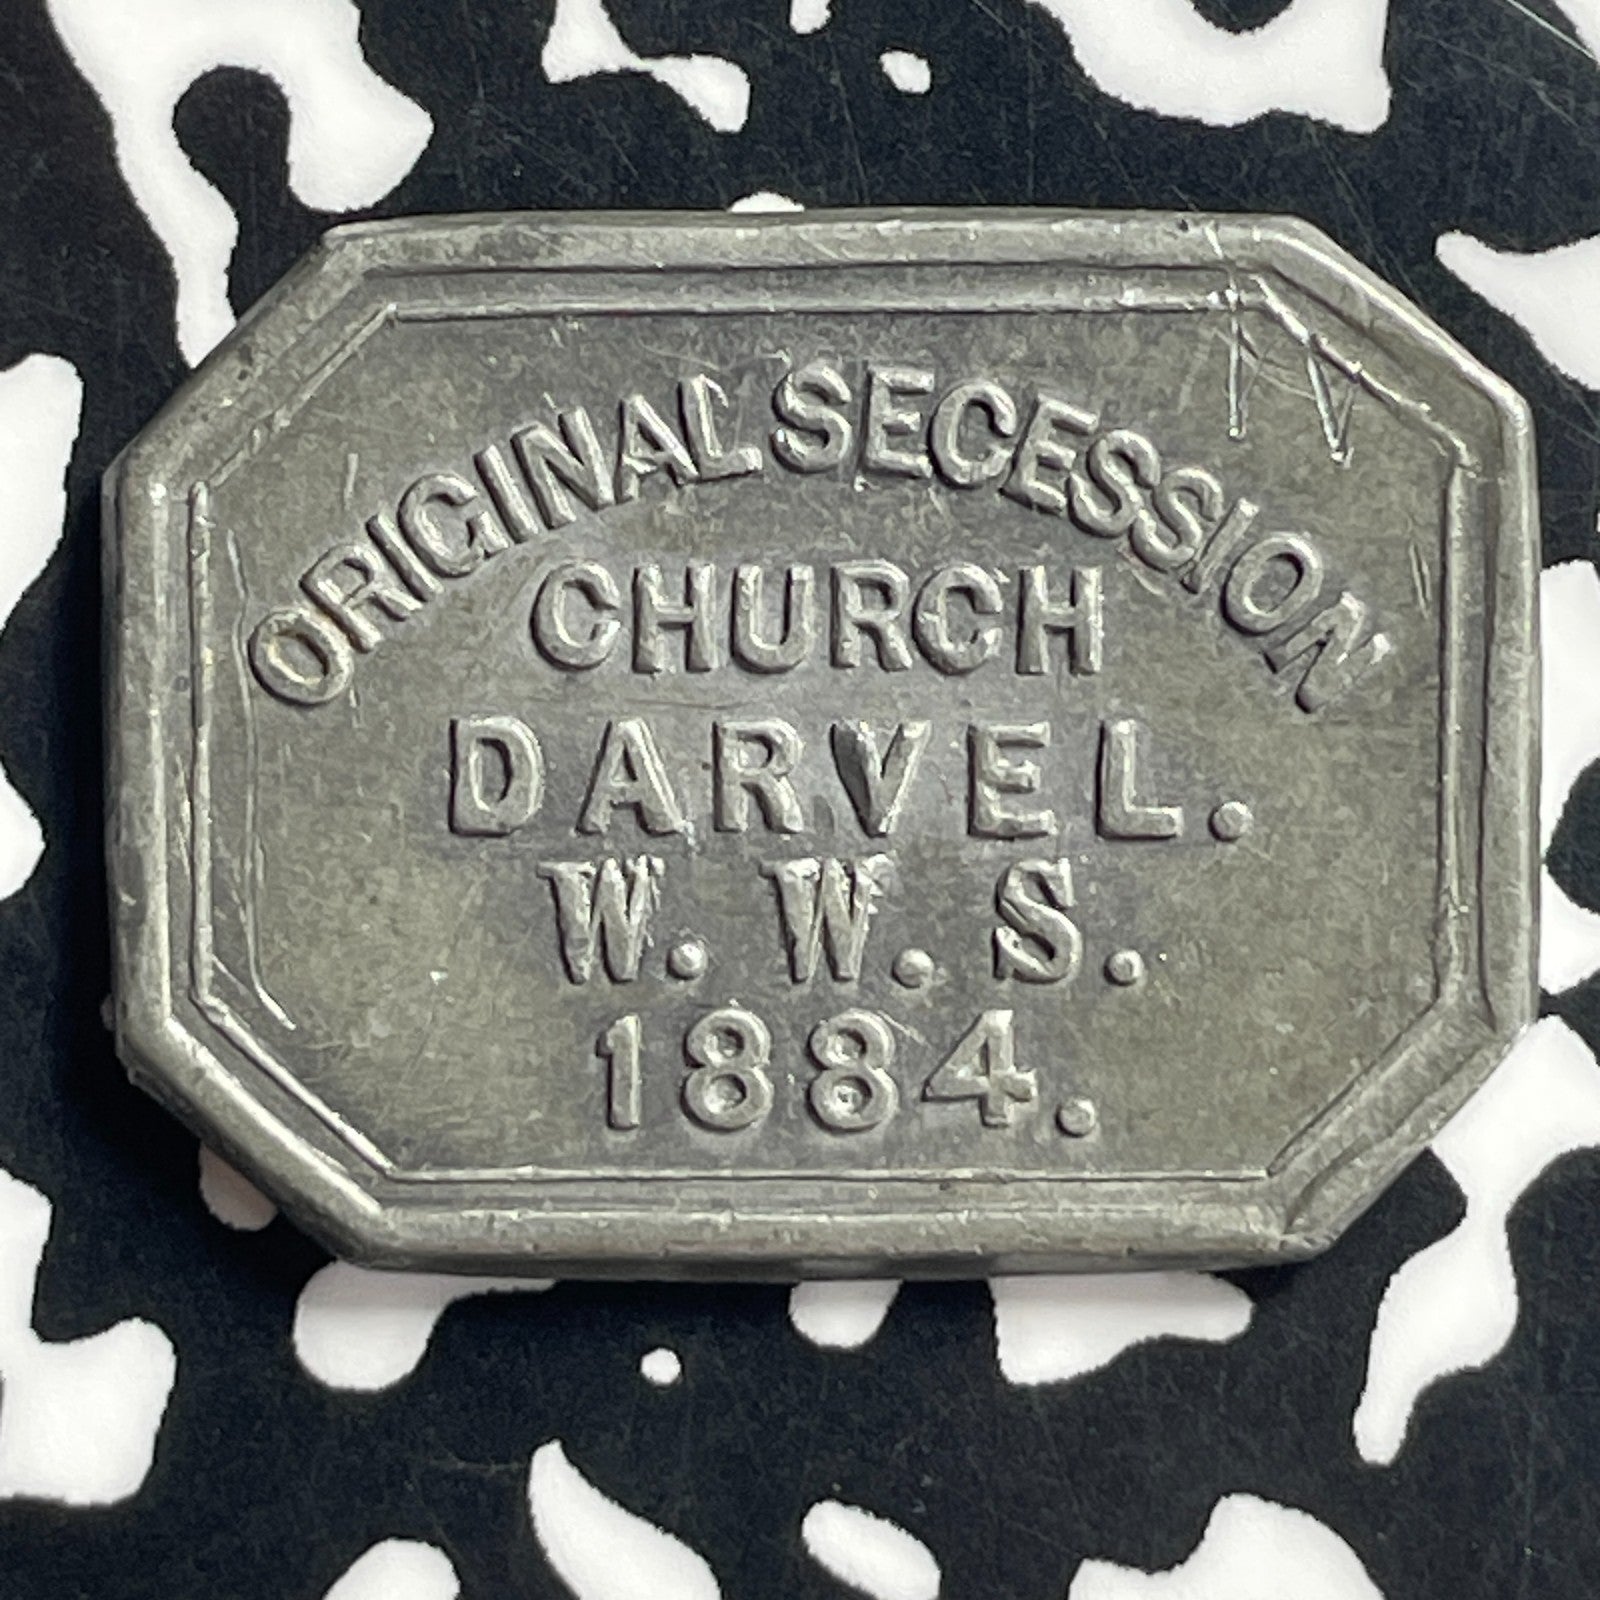 ORIGINAL SECESSION
CHURCH
DARVEL.
W. W. S.
1884.